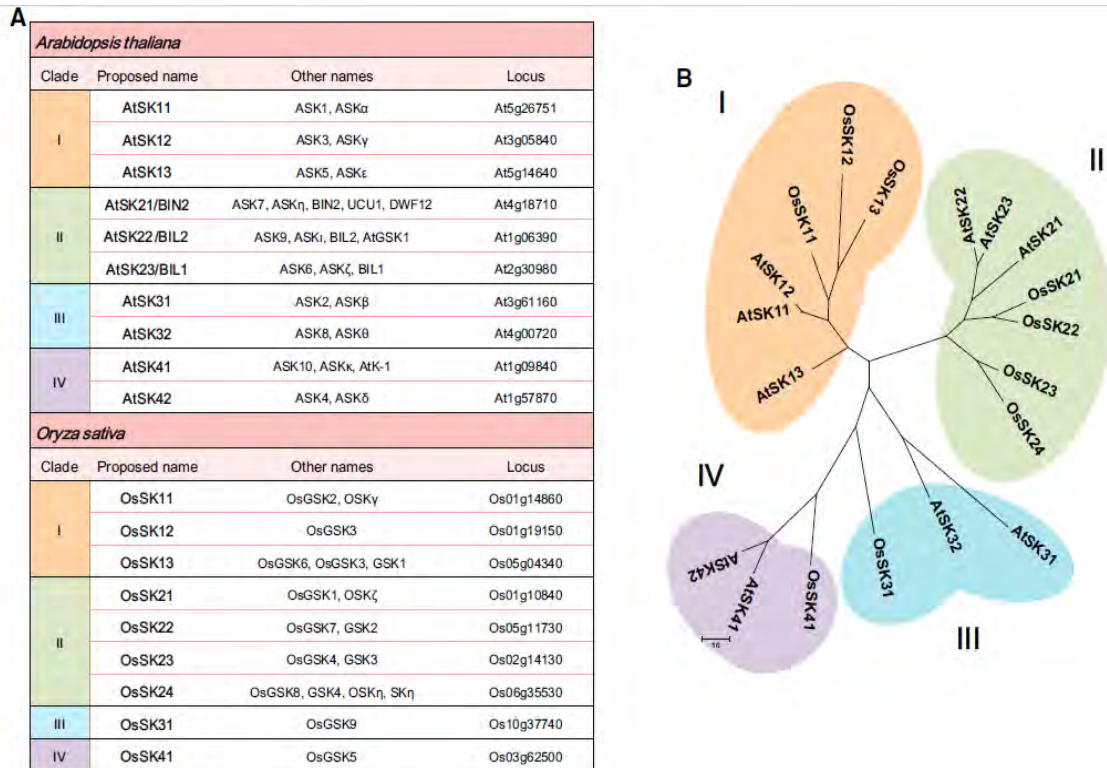 A
Arabidopsis thaliana
Clade Proposed name Other names Locus
I
AtSK11 ASK1, ASKα At5g26751
AtSK12 ASK3, ASKγ At3g05840
AtSK13 ASK5, ASKε At5g14640
II
AtSK21/BIN2 ASK7, ASKη, BIN2, UCU1, DWF12 At4g18710
AtSK22/BIL2 ASK9, ASKι, BIL2, AtGSK1 At1g06390
AtSK23/BIL1 ASK6, ASKζ, BIL1 At2g30980
III
AtSK31 ASK2, ASKβ At3g61160
AtSK32 ASK8, ASKθ At4g00720
IV
AtSK41 ASK10, ASKκ, AtK-1 At1g09840
AtSK42 ASK4, ASKδ At1g57870
Oryza sativa
Clade Proposed name Other names Locus
I
OsSK11 OsGSK2, OSKγ Os01g14860
OsSK12 OsGSK3 Os01g19150
OsSK13 OsGSK6, OsGSK3, GSK1 Os05g04340
II
OsSK21 OsGSK1, OSKζ Os01g10840
OsSK22 OsGSK7, GSK2 Os05g11730
OsSK23 OsGSK4, GSK3 Os02g14130
OsSK24 OsGSK8, GSK4, OSKη, SKη Os06g35530
III OsSK31 OsGSK9 Os10g37740
IV OsSK41 OsGSK5 Os03g62500
B
I
OsSK12
OsSK13
OsSK11
AtSK12
AtSK11
AtSK13
II
AtSK22
AtSK23
AtSK21
OsSK21
OsSK22
OsSK23
OsSK24
IV
AtSK42
AtSK41
OsSK41
10
OsSK31
AtSK32
AtSK31
III